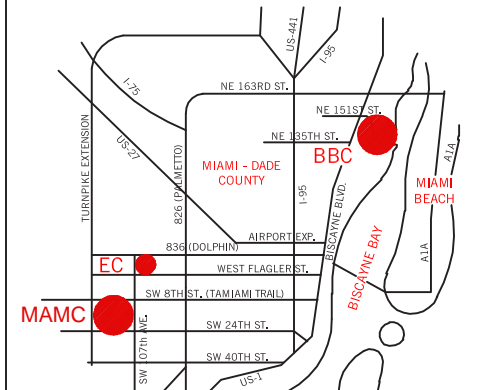 US-441
I-95
I-75
NE 163RD ST.
NE 151ST ST.
US-27
NE 135TH ST.
BBC
A1A
TURNPIKE EXTENSION
826 (PALMETTO)
MIAMI - DADE
COUNTY
I-95
MIAMI
BEACH
BISCAYNE BLVD.
AIRPORT EXP.
836 (DOLPHIN)
A1A
EC
WEST FLAGLER ST.
BISCAYNE BAY
SW 8TH ST. (TAMIAMI TRAIL)
MAMC
SW 24TH ST.
SW 107th AVE.
SW 40TH ST.
US-1